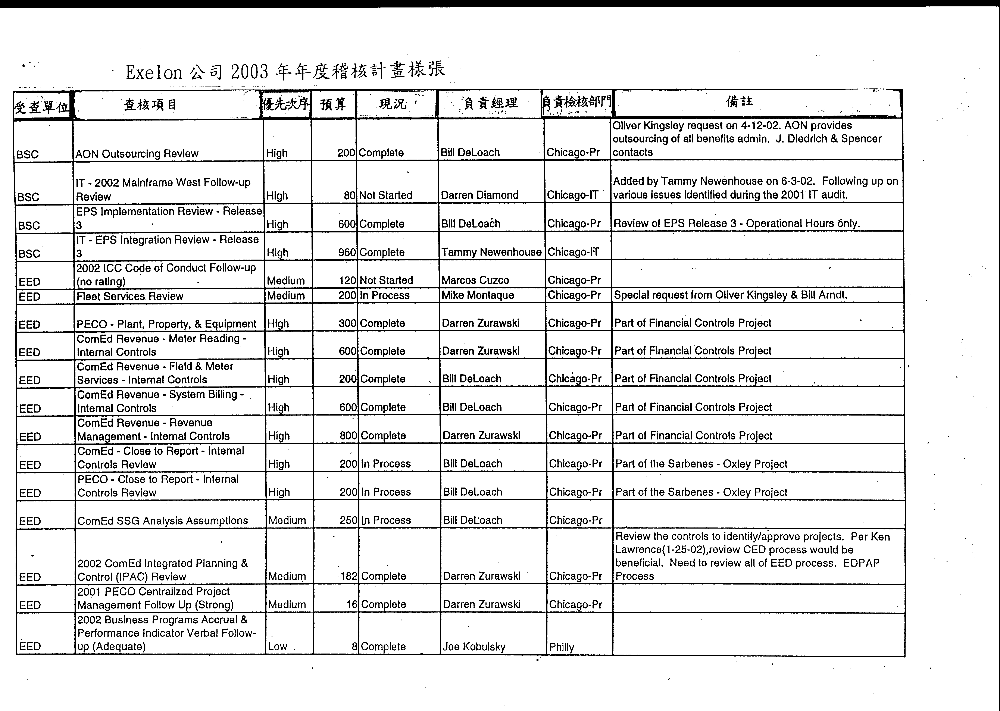 Exelon 公司 2003 年年度稽核計畫樣張
受查單位 查核項目 優先次序 預算 現況 負責經理 負責檢核部門 備註
Oliver Kingsley request on 4-12-02. AON provides
outsourcing of all benefits admin. J. Diedrich & Spencer
BSC AON Outsourcing Review High 200 Complete Bill DeLoach Chicago-Pr contacts
IT - 2002 Mainframe West Follow-up Added by Tammy Newenhouse on 6-3-02. Following up on
BSC Review High 80 Not Started Darren Diamond Chicago-IT various issues identified during the 2001 IT audit.
EPS Implementation Review - Release
BSC 3 High 600 Complete Bill DeLoach Chicago-Pr Review of EPS Release 3 - Operational Hours only.
IT - EPS Integration Review - Release
BSC 3 High 960 Complete Tammy Newenhouse Chicago-IT
2002 ICC Code of Conduct Follow-up
EED (no rating) Medium 120 Not Started Marcos Cuzco Chicago-Pr
EED Fleet Services Review Medium 200 In Process Mike Montaque Chicago-Pr Special request from Oliver Kingsley & Bill Arndt.
EED PECO - Plant, Property, & Equipment High 300 Complete Darren Zurawski Chicago-Pr Part of Financial Controls Project
ComEd Revenue - Meter Reading -
EED Internal Controls High 600 Complete Darren Zurawski Chicago-Pr Part of Financial Controls Project
ComEd Revenue - Field & Meter
EED Services - Internal Controls High 200 Complete Bill DeLoach Chicago-Pr Part of Financial Controls Project
ComEd Revenue - System Billing -
EED Internal Controls High 600 Complete Bill DeLoach Chicago-Pr Part of Financial Controls Project
ComEd Revenue - Revenue
EED Management - Internal Controls High 800 Complete Darren Zurawski Chicago-Pr Part of Financial Controls Project
ComEd - Close to Report - Internal
EED Controls Review High 200 In Process Bill DeLoach Chicago-Pr Part of the Sarbenes - Oxley Project
PECO - Close to Report - Internal
EED Controls Review High 200 In Process Bill DeLoach Chicago-Pr Part of the Sarbenes - Oxley Project
EED ComEd SSG Analysis Assumptions Medium 250 In Process Bill DeLoach Chicago-Pr
Review the controls to identify/approve projects. Per Ken
Lawrence(1-25-02),review CED process would be
2002 ComEd Integrated Planning & beneficial. Need to review all of EED process. EDPAP
EED Control (IPAC) Review Medium 182 Complete Darren Zurawski Chicago-Pr Process
2001 PECO Centralized Project
EED Management Follow Up (Strong) Medium 16 Complete Darren Zurawski Chicago-Pr
2002 Business Programs Accrual &
Performance Indicator Verbal Follow-
EED up (Adequate) Low 8 Complete Joe Kobulsky Philly